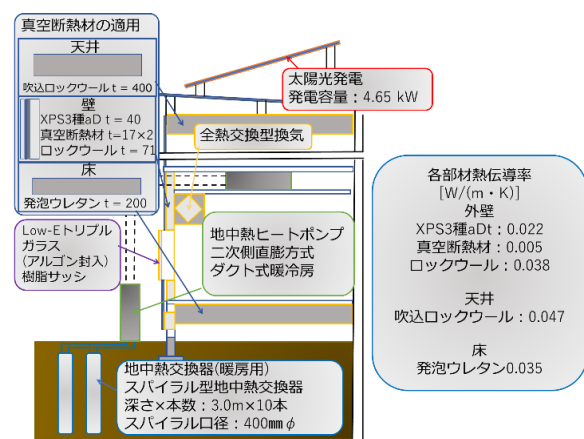 真空断熱材の適用
天井
吹込ロックウール t = 400
壁
XPS3種aD t = 40
真空断熱材 t=17×2
ロックウール t = 71
床
発泡ウレタン t = 200
太陽光発電
発電容量：4.65 kW
全熱交換型換気
Low-Eトリプル
ガラス
(アルゴン封入)
樹脂サッシ
地中熱ヒートポンプ
二次側直膨方式
ダクト式暖冷房
地中熱交換器(暖房用)
スパイラル型地中熱交換器
深さ×本数：3.0m×10本
スパイラル口径：400㎜φ
各部材熱伝導率
[W/(m・K)]
外壁
XPS3種aDt：0.022
真空断熱材：0.005
ロックウール：0.038
天井
吹込ロックウール：0.047
床
発泡ウレタン0.035